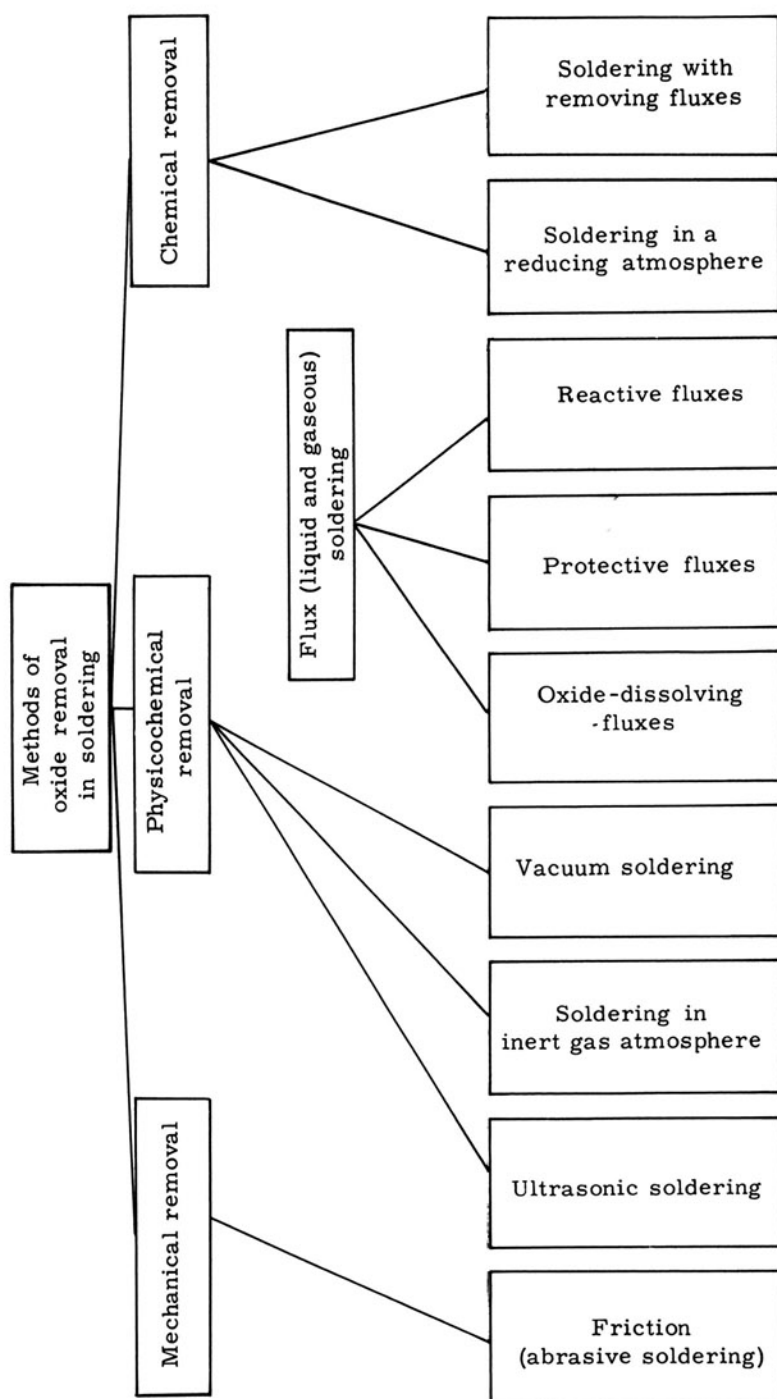 Methods of
oxide removal
in soldering
Chemical removal
Physicochemical
removal
Mechanical removal
Flux (liquid and gaseous)
soldering
Soldering with
removing fluxes
Soldering in a
reducing atmosphere
Reactive fluxes
Protective fluxes
Oxide-dissolving
-fluxes
Vacuum soldering
Soldering in
inert gas atmosphere
Ultrasonic soldering
Friction
(abrasive soldering)